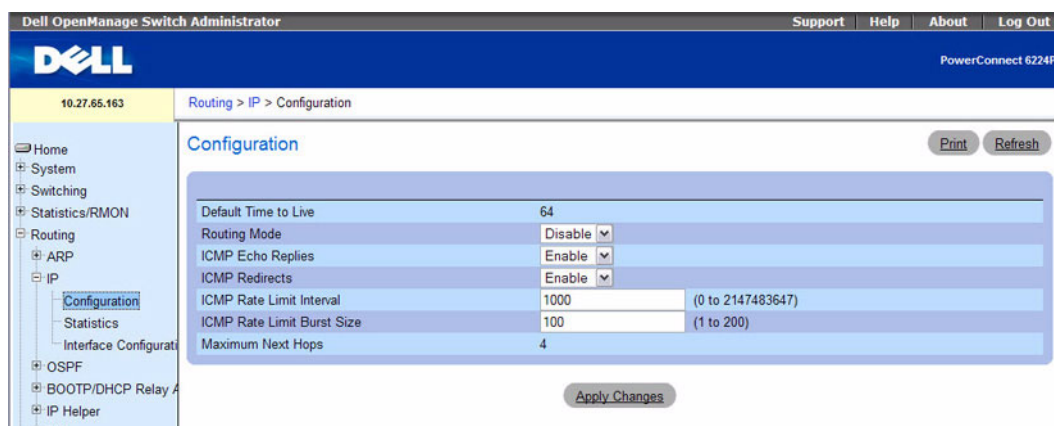 Dell OpenManage Switch Administrator Support Help About Log Out
DELL
PowerConnect 6224P
10.27.65.163
Routing > IP > Configuration
Home
System
Switching
Statistics/RMON
Routing
ARP
IP
Configuration
Statistics
Interface Configurati
OSPF
BOOTP/DHCP Relay A
IP Helper
Configuration
Print Refresh
Default Time to Live 64
Routing Mode Disable
ICMP Echo Replies Enable
ICMP Redirects Enable
ICMP Rate Limit Interval 1000 (0 to 2147483647)
ICMP Rate Limit Burst Size 100 (1 to 200)
Maximum Next Hops 4
Apply Changes